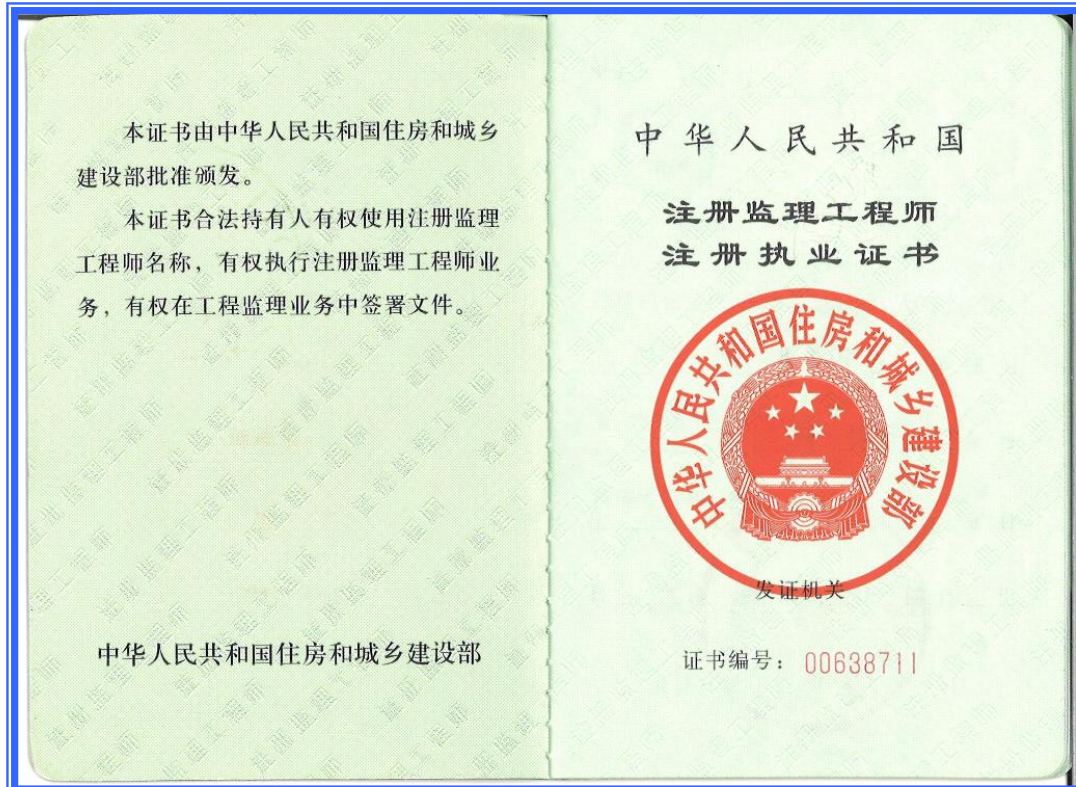 本证书由中华人民共和国住房和城乡
建设部批准颁发。
本证书合法持有人有权使用注册监理
工程师名称，有权执行注册监理工程师业
务，有权在工程监理业务中签署文件。
中华人民共和国住房和城乡建设部
中华人民共和国
注册监理工程师
注册执业证书
中华人民共和国住房和城乡建设部
发证机关
证书编号：00638711